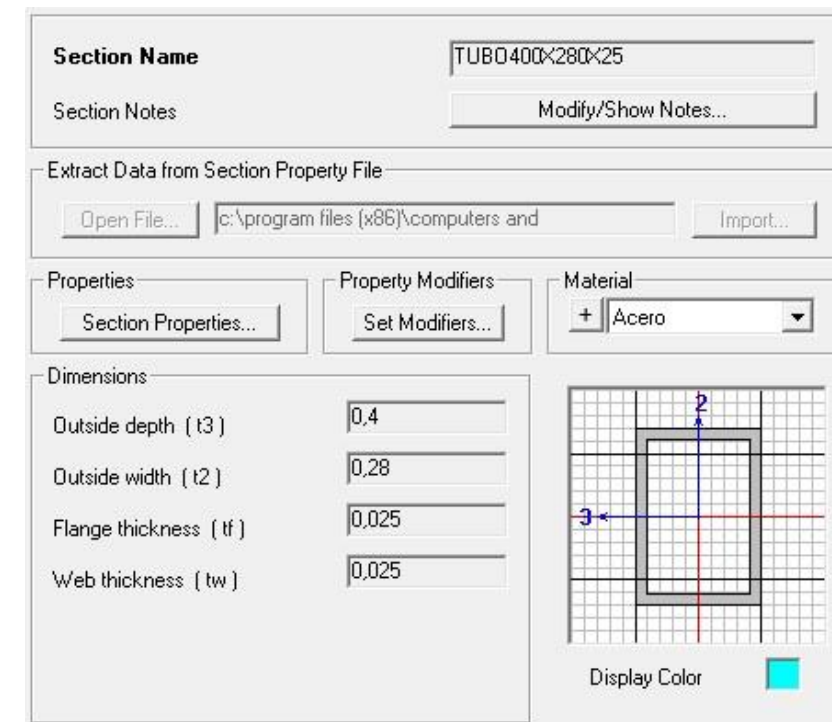 Section Name TUBO400X280X25
Section Notes Modify/Show Notes...
Extract Data from Section Property File
Open File... c:\program files (x86)\computers and Import...
Properties Property Modifiers Material
Section Properties... Set Modifiers... + Acero
Dimensions
Outside depth ( t3 ) 0,4
Outside width ( t2 ) 0,28
Flange thickness ( tf ) 0,025
Web thickness ( tw ) 0,025
2
3
Display Color